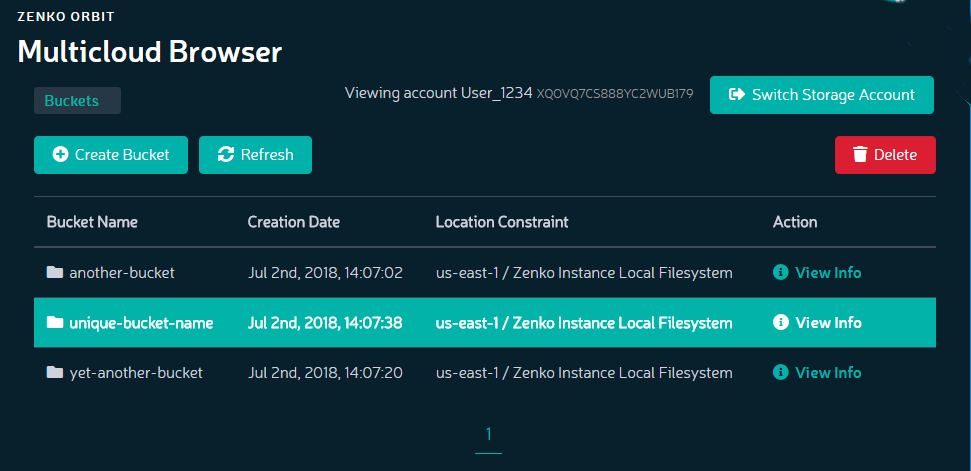 ZENKO ORBIT
Multicloud Browser
Buckets
Viewing account User_1234 XQOVQ7CS888YC2WUB179
Switch Storage Account
Create Bucket
Refresh
Delete
Bucket Name Creation Date Location Constraint Action
another-bucket Jul 2nd, 2018, 14:07:02 us-east-1 / Zenko Instance Local Filesystem View Info
unique-bucket-name Jul 2nd, 2018, 14:07:38 us-east-1 / Zenko Instance Local Filesystem View Info
yet-another-bucket Jul 2nd, 2018, 14:07:20 us-east-1 / Zenko Instance Local Filesystem View Info
1